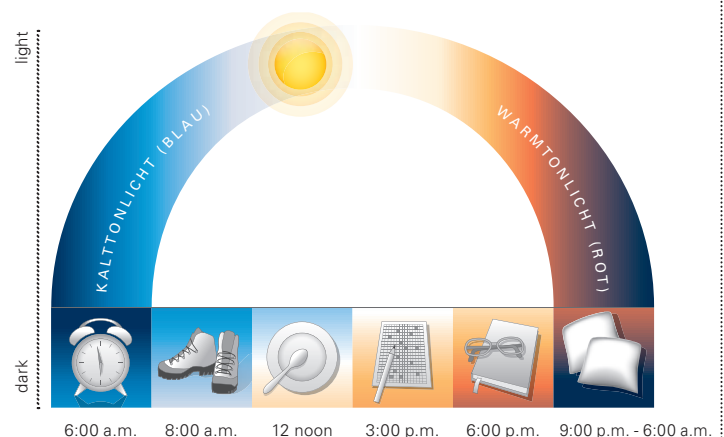 light
KALTTONLICHT (BLAU)
WARMTONLICHT (ROT)
dark
6:00 a.m.
8:00 a.m.
12 noon
3:00 p.m.
6:00 p.m.
9:00 p.m. - 6:00 a.m.